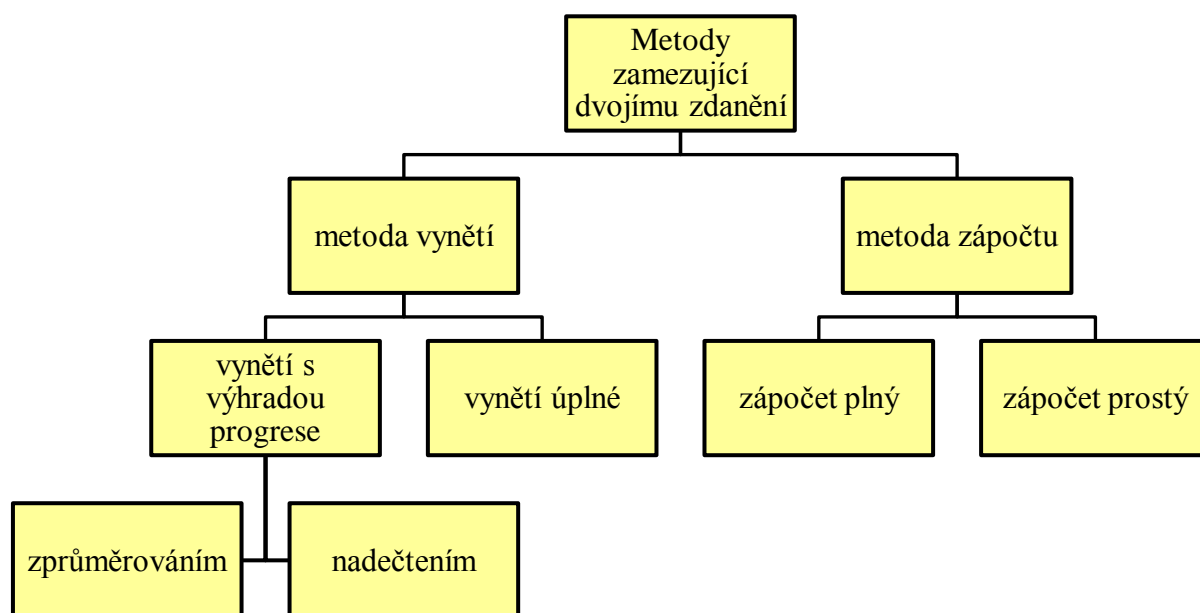 Metody
zamezující
dvojímu zdanění
metoda vynětí
metoda zápočtu
vynětí s
výhradou
progrese
vynětí úplné
zápočet plný
zápočet prostý
zprůměrováním
nadečtením